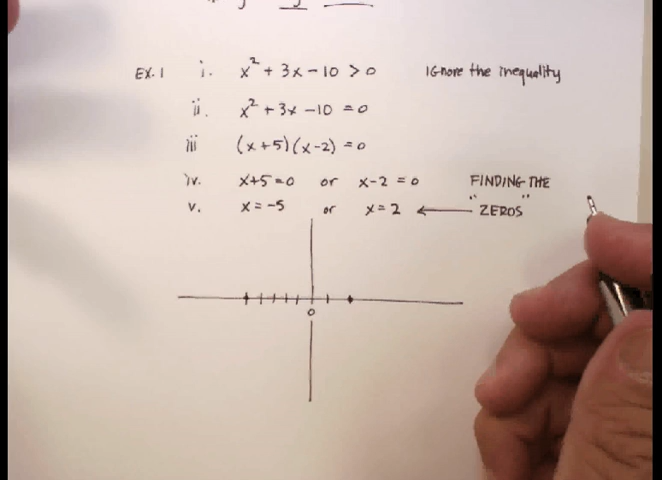 EX. 1 i. x² + 3x - 10 > 0 IGnore the inequality
ii. x² + 3x - 10 = 0
iii (x+5)(x-2) = 0
iv. x+5=0 or x-2 = 0 FINDING THE
v. x = -5 or x = 2 ← "ZEROS"
0